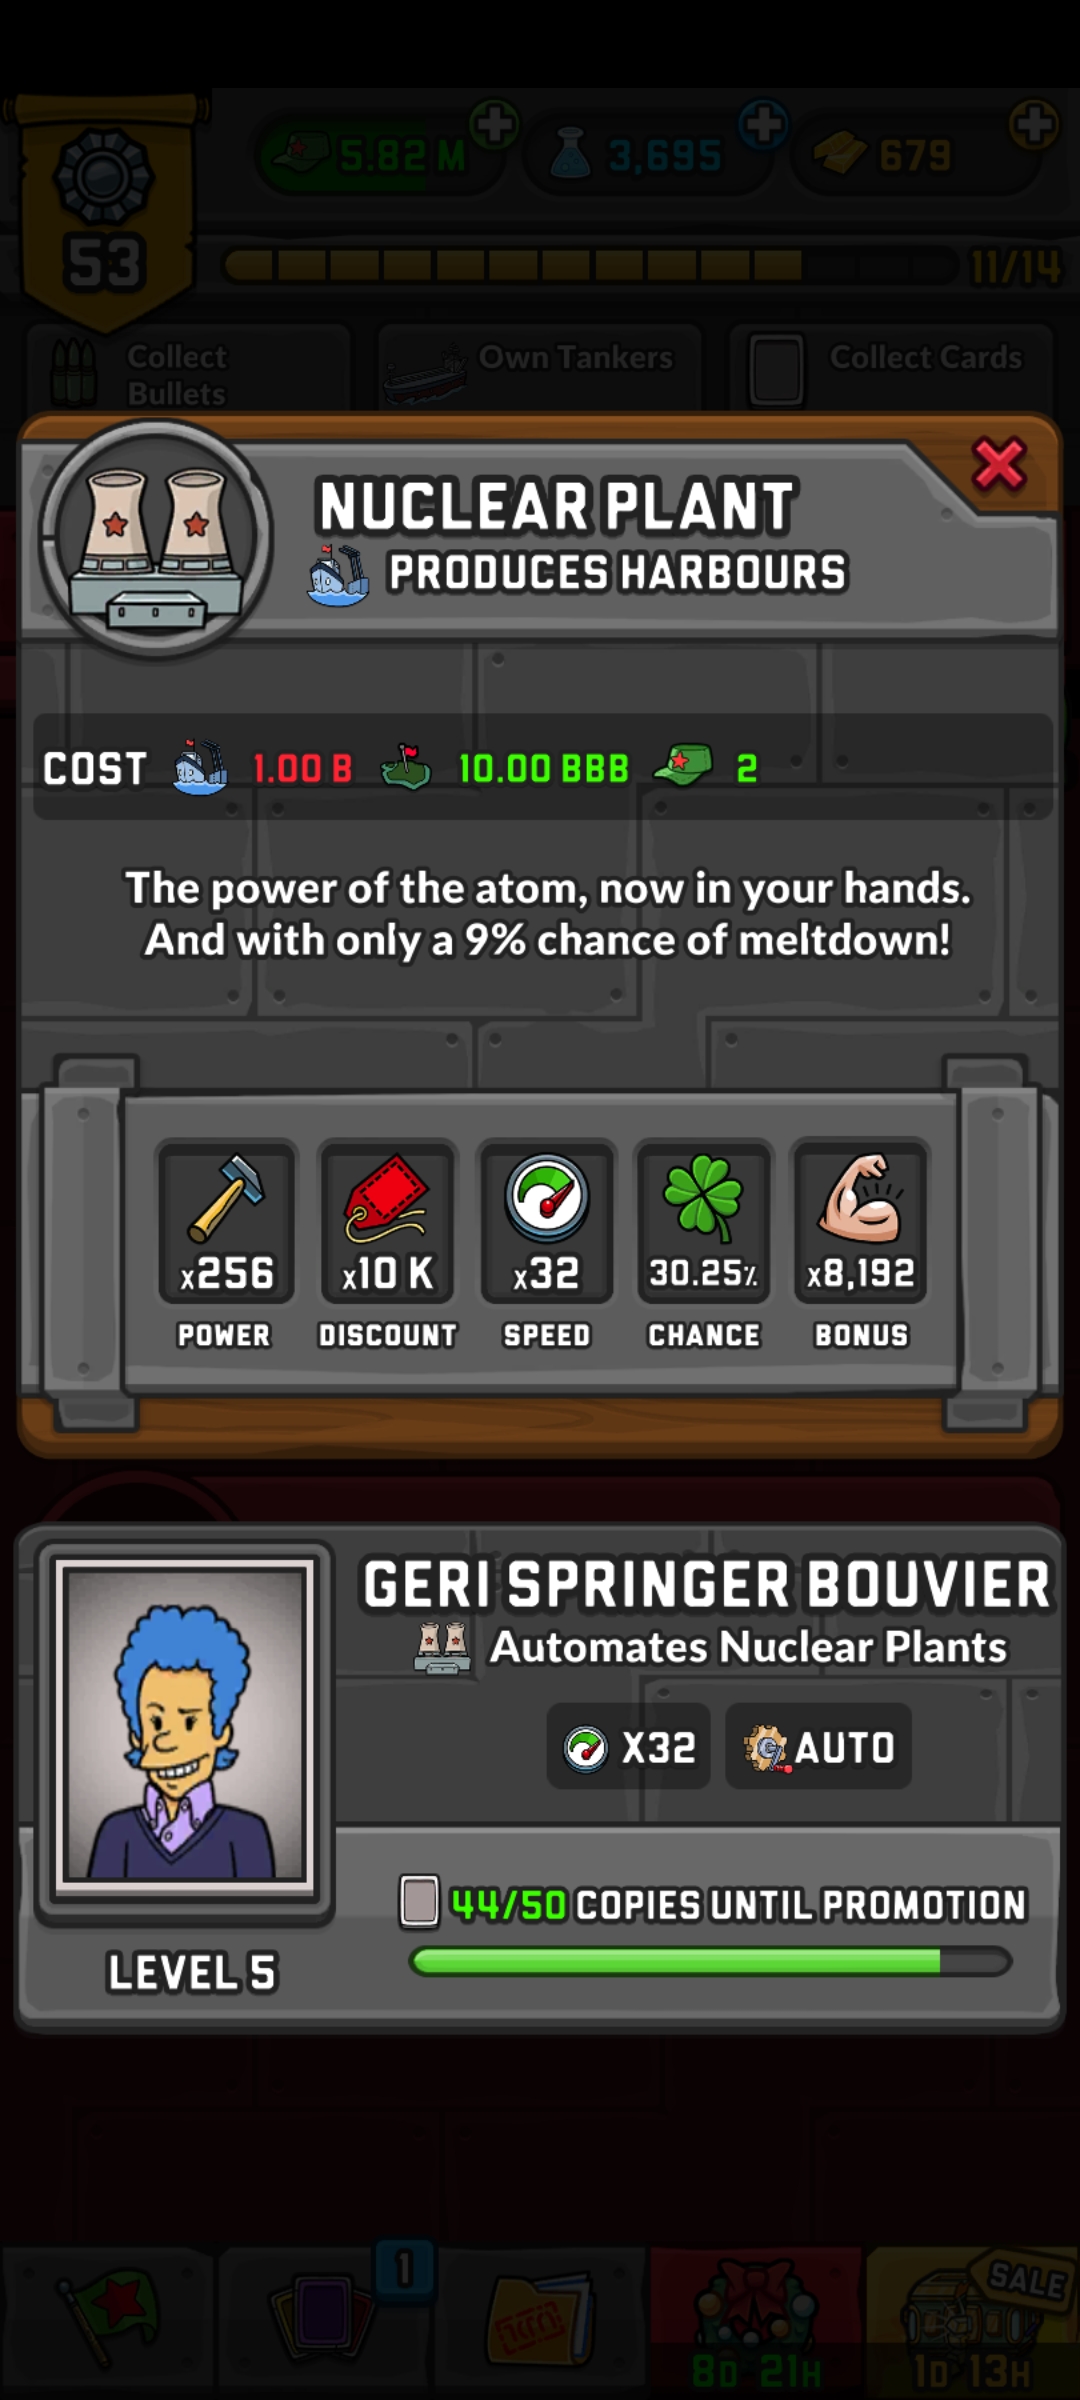 5.82 M
3,695
679
53
11/14
Collect
Bullets
Own Tankers
Collect Cards
NUCLEAR PLANT
PRODUCES HARBOURS
COST 1.00 B 10.00 BBB 2
The power of the atom, now in your hands.
And with only a 9% chance of meltdown!
x256 x10 K x32 30.25% x8,192
POWER DISCOUNT SPEED CHANCE BONUS
GERI SPRINGER BOUVIER
Automates Nuclear Plants
X32 AUTO
44/50 COPIES UNTIL PROMOTION
LEVEL 5
1
SALE
8D 21H
1D 13H